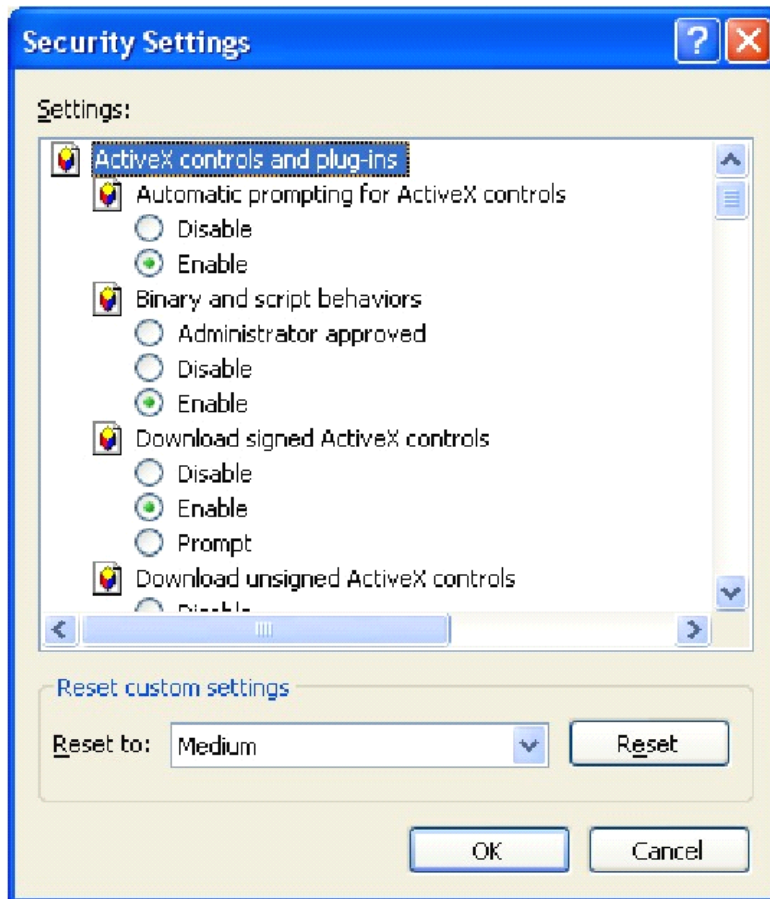 Security Settings
Settings:
ActiveX controls and plug-ins
Automatic prompting for ActiveX controls
Disable
Enable
Binary and script behaviors
Administrator approved
Disable
Enable
Download signed ActiveX controls
Disable
Enable
Prompt
Download unsigned ActiveX controls
Disable
Reset custom settings
Reset to: Medium Reset
OK Cancel